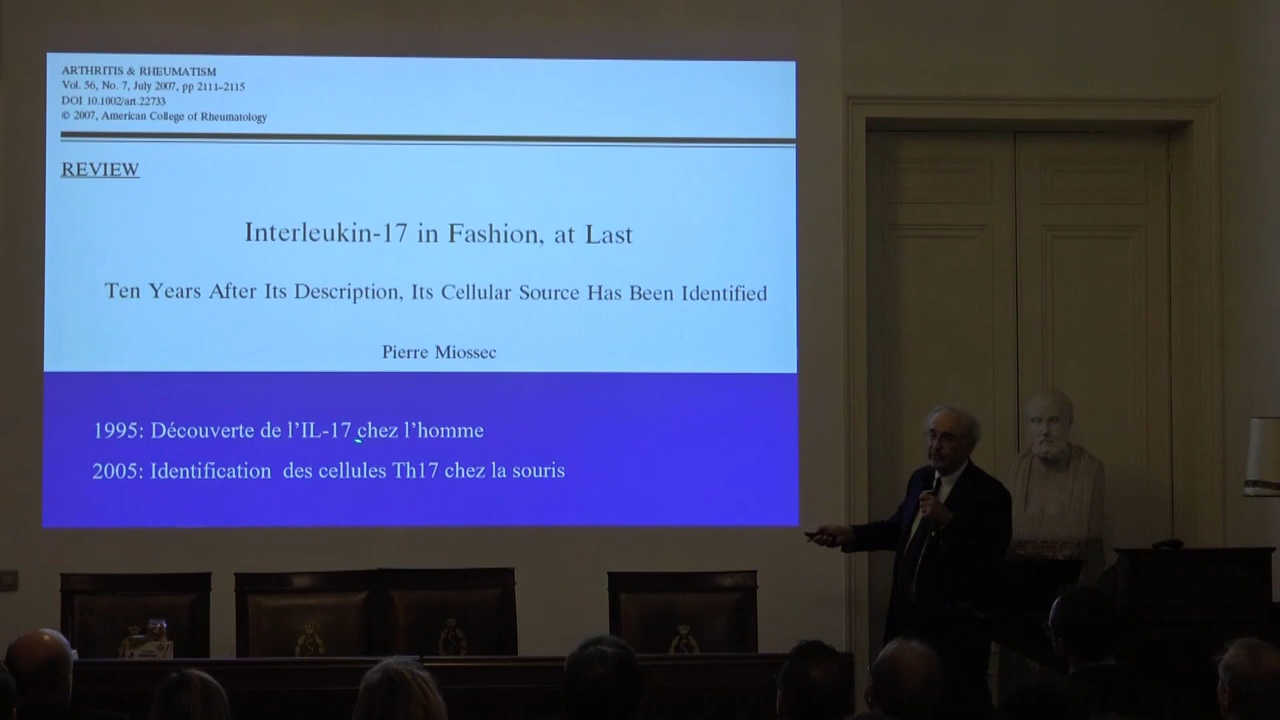 ARTHRITIS & RHEUMATISM
Vol. 56, No. 7, July 2007, pp 2111–2115
DOI 10.1002/art.22733
© 2007, American College of Rheumatology
REVIEW
Interleukin-17 in Fashion, at Last
Ten Years After Its Description, Its Cellular Source Has Been Identified
Pierre Miossec
1995: Découverte de l’IL-17 chez l’homme
2005: Identification des cellules Th17 chez la souris